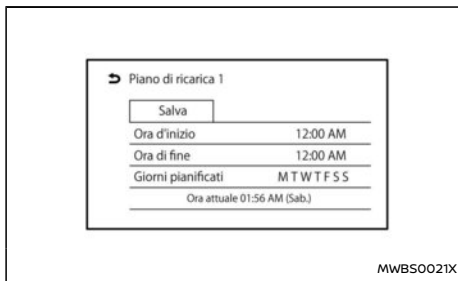 Piano di ricarica 1
Salva
Ora d'inizio 12:00 AM
Ora di fine 12:00 AM
Giorni pianificati M T W T F S S
Ora attuale 01:56 AM (Sab.)
MWBS0021X